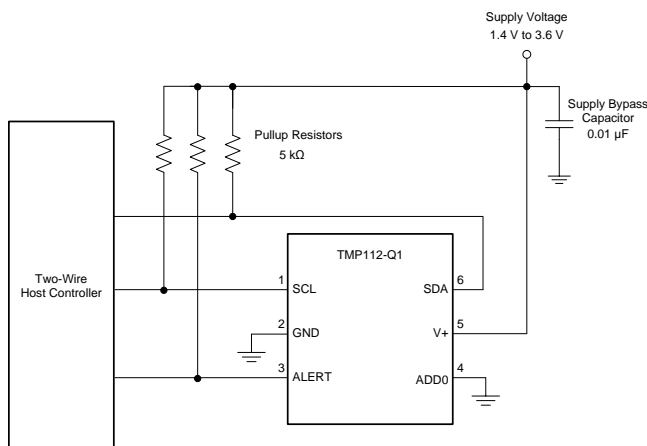 Supply Voltage
1.4 V to 3.6 V
Supply Bypass
Capacitor
0.01 µF
Pullup Resistors
5 kΩ
Two-Wire
Host Controller
TMP112-Q1
1
SCL
SDA
6
2
GND
V+
5
3
ALERT
ADD0
4